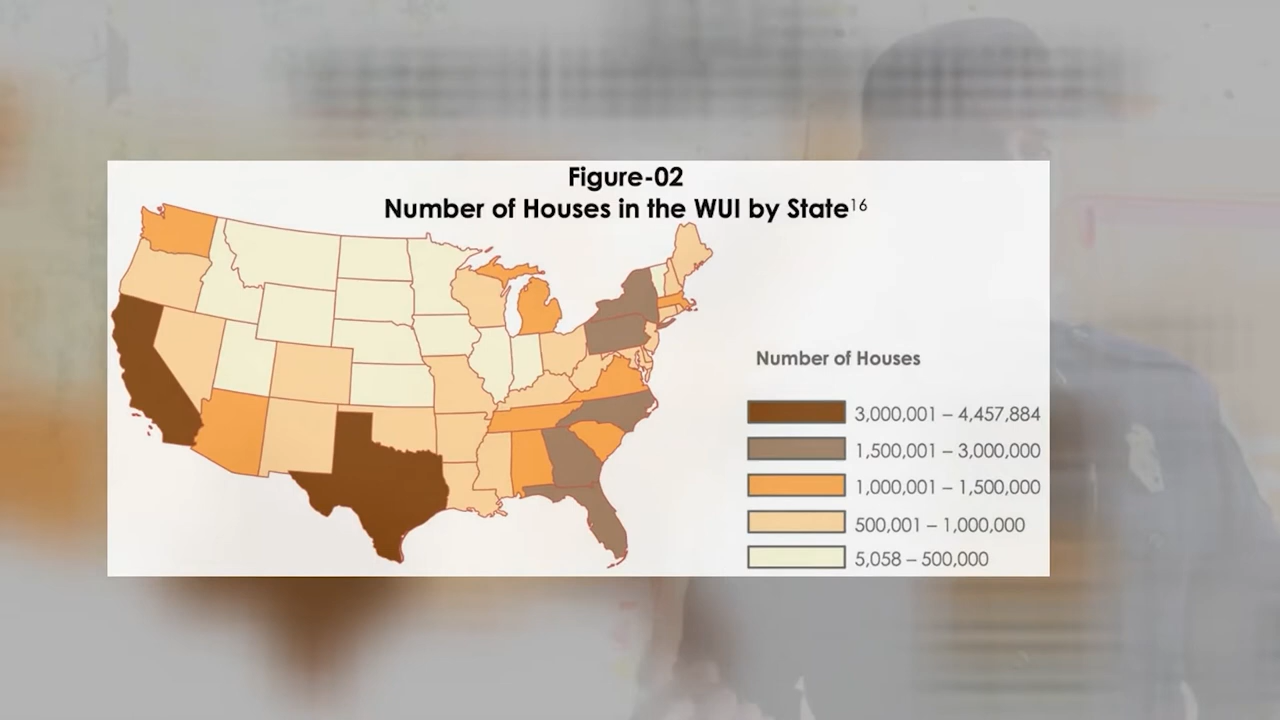 Figure-02
Number of Houses in the WUI by State16
Number of Houses
3,000,001 – 4,457,884
1,500,001 – 3,000,000
1,000,001 – 1,500,000
500,001 – 1,000,000
5,058 – 500,000